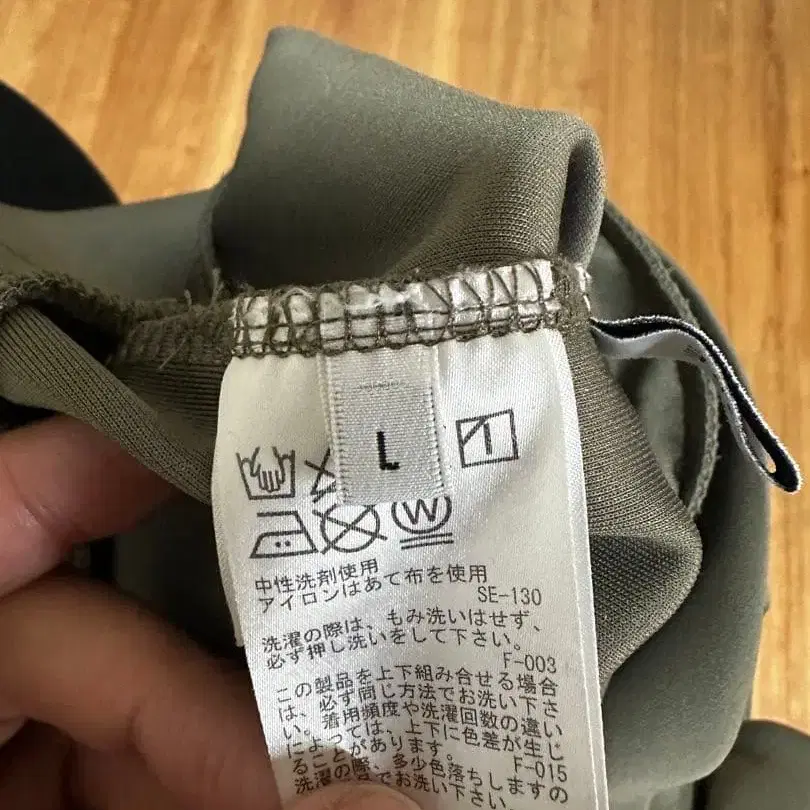 L
W
中性洗剤使用
アイロンはあて布を使用
SE-130
洗濯の際は、もみ洗いはせず、
必ず押し洗いをして下さい。
F-003
この製品を上下組み合せる場合
は、必ず同じ方法でお洗い下さ
い。着用頻度や洗濯回数の違い
によっては、上下に色差が生じ
ることがあります。
F-015
洗濯の際、多少色落ちしますの
でお洗い下さい。